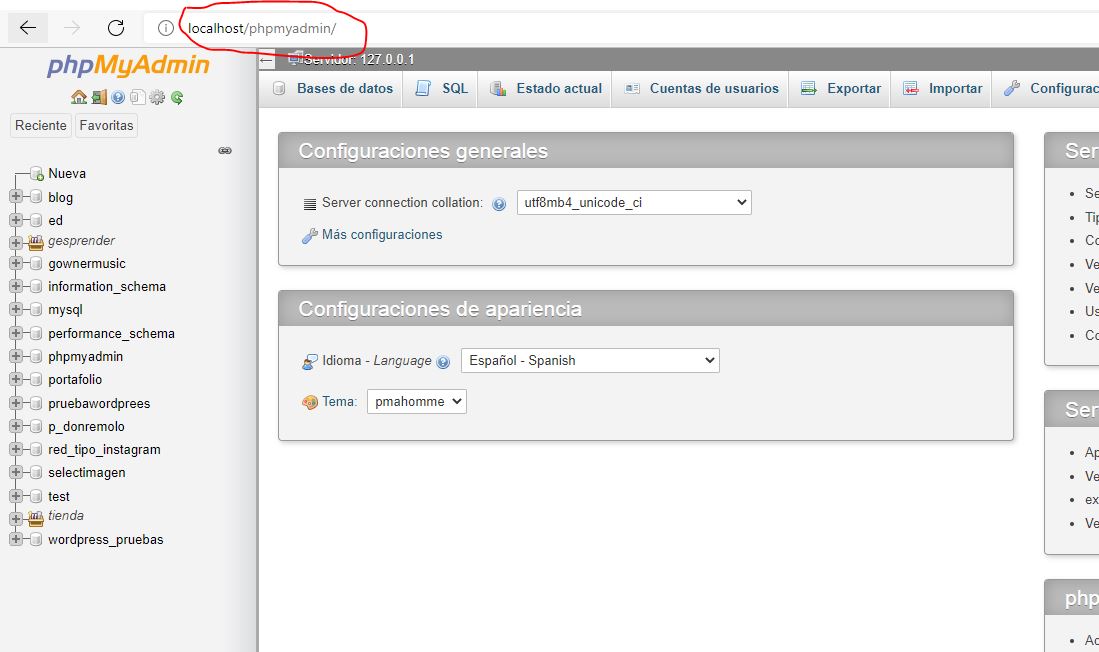 localhost/phpmyadmin/
phpMyAdmin
Servidor: 127.0.0.1
Bases de datos SQL Estado actual Cuentas de usuarios Exportar Importar Configurac
Reciente Favoritas
Nueva
blog
ed
gesprender
gownermusic
information_schema
mysql
performance_schema
phpmyadmin
portafolio
pruebawordprees
p_donremolo
red_tipo_instagram
selectimagen
test
tienda
wordpress_pruebas
Configuraciones generales
Server connection collation: utf8mb4_unicode_ci
Más configuraciones
Configuraciones de apariencia
Idioma - Language Español - Spanish
Tema: pmahomme
Ser
Se
Tip
Co
Ve
Ve
Us
Co
Ser
Ap
Ve
ex
Ve
php
Ac